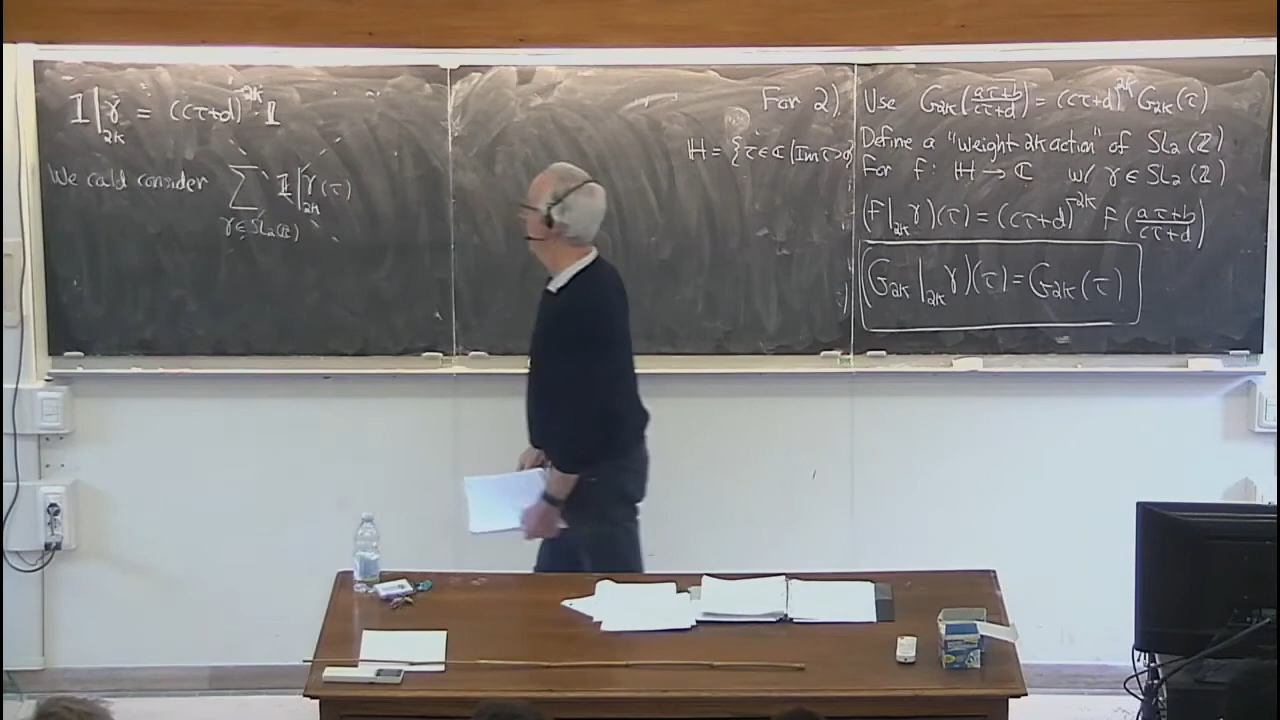 𝟙|₂ₖγ = (cτ+d)⁻²ᵏ·𝟙
We cald consider ∑_{γ∈SL₂(ℤ)} 𝟙|₂ₖγ(τ)
For 2)
ℍ = {τ∈ℂ | Im τ>0}
Use G₂ₖ((aτ+b)/(cτ+d)) = (cτ+d)²ᵏ G₂ₖ(τ)
Define a "weight 2k action" of SL₂(ℤ)
For f: ℍ → ℂ w/ γ∈SL₂(ℤ)
(f|₂ₖγ)(τ) = (cτ+d)⁻²ᵏ f((aτ+b)/(cτ+d))
(G₂ₖ|₂ₖγ)(τ) = G₂ₖ(τ)